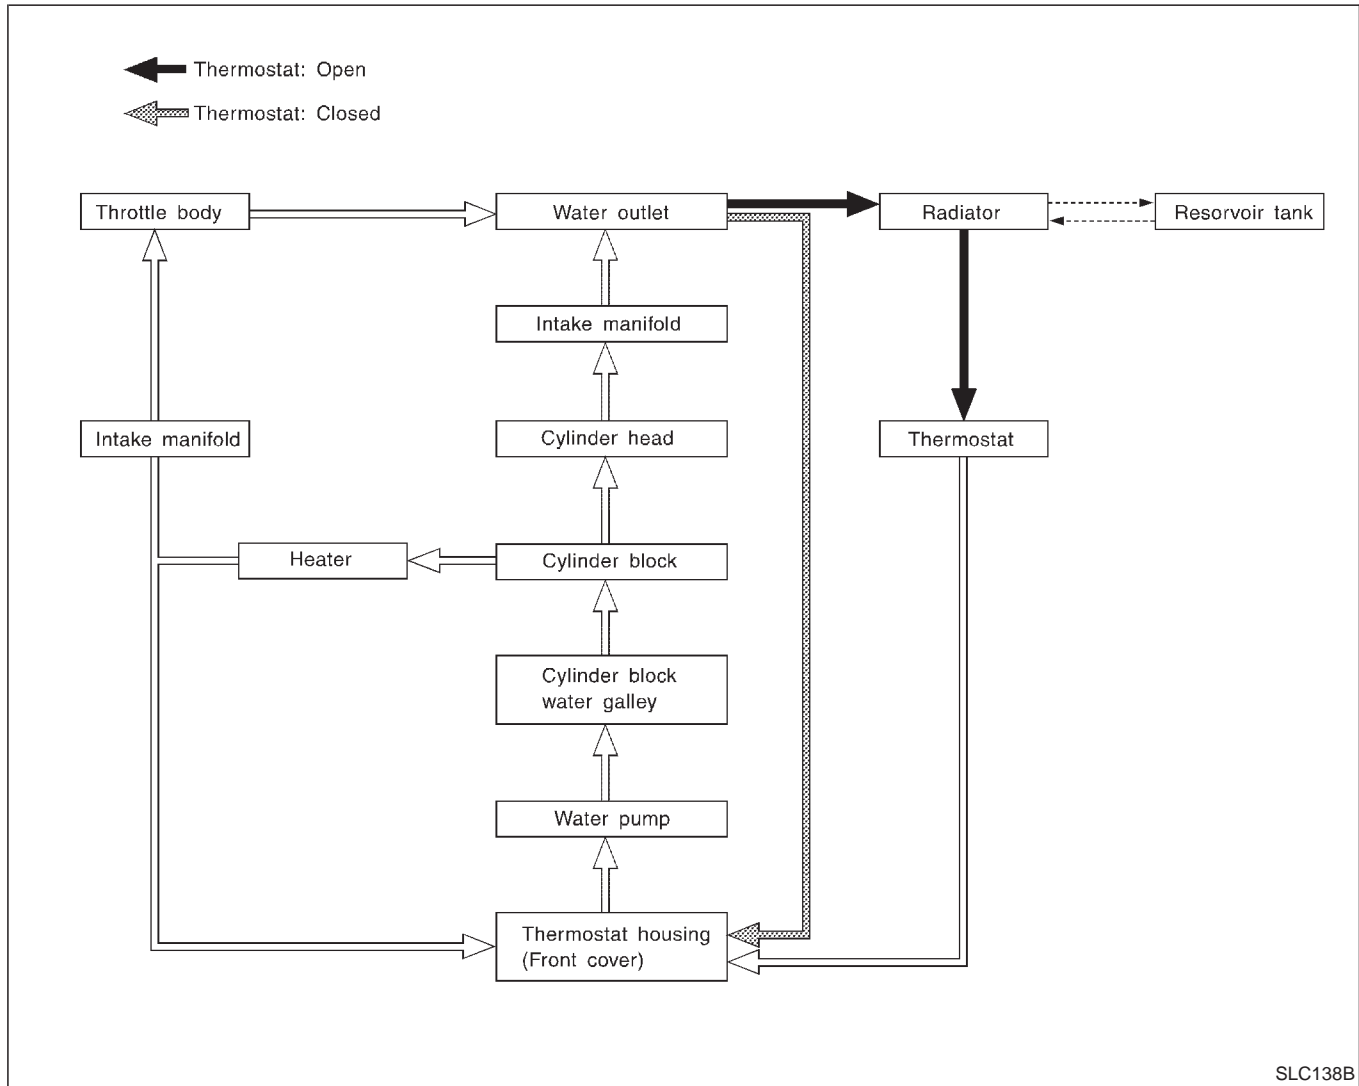 Thermostat: Open
Thermostat: Closed
Throttle body
Water outlet
Radiator
Resorvoir tank
Intake manifold
Intake manifold
Cylinder head
Thermostat
Heater
Cylinder block
Cylinder block
water galley
Water pump
Thermostat housing
(Front cover)
SLC138B